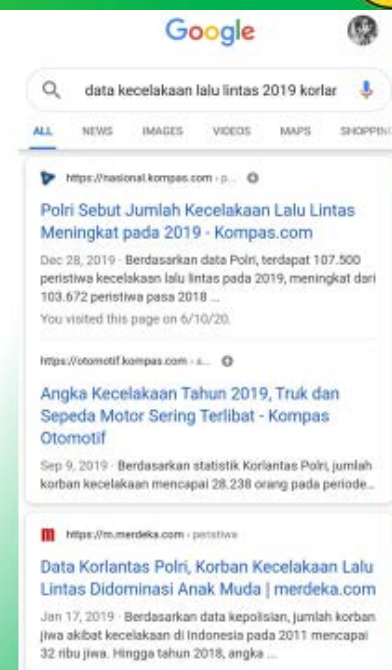 Google
data kecelakaan lalu lintas 2019 korlar
ALL NEWS IMAGES VIDEOS MAPS SHOPPIN
https://nasional.kompas.com › p...
Polri Sebut Jumlah Kecelakaan Lalu Lintas
Meningkat pada 2019 - Kompas.com
Dec 28, 2019 · Berdasarkan data Polri, terdapat 107.500
peristiwa kecelakaan lalu lintas pada 2019, meningkat dari
103.672 peristiwa pasa 2018 ...
You visited this page on 6/10/20.
https://otomotif.kompas.com › a...
Angka Kecelakaan Tahun 2019, Truk dan
Sepeda Motor Sering Terlibat - Kompas
Otomotif
Sep 9, 2019 · Berdasarkan statistik Korlantas Polri, jumlah
korban kecelakaan mencapai 28.238 orang pada periode...
https://m.merdeka.com › peristiwa
Data Korlantas Polri, Korban Kecelakaan Lalu
Lintas Didominasi Anak Muda | merdeka.com
Jan 17, 2019 · Berdasarkan data kepolisian, jumlah korban
jiwa akibat kecelakaan di Indonesia pada 2011 mencapai
32 ribu jiwa. Hingga tahun 2018, angka ...